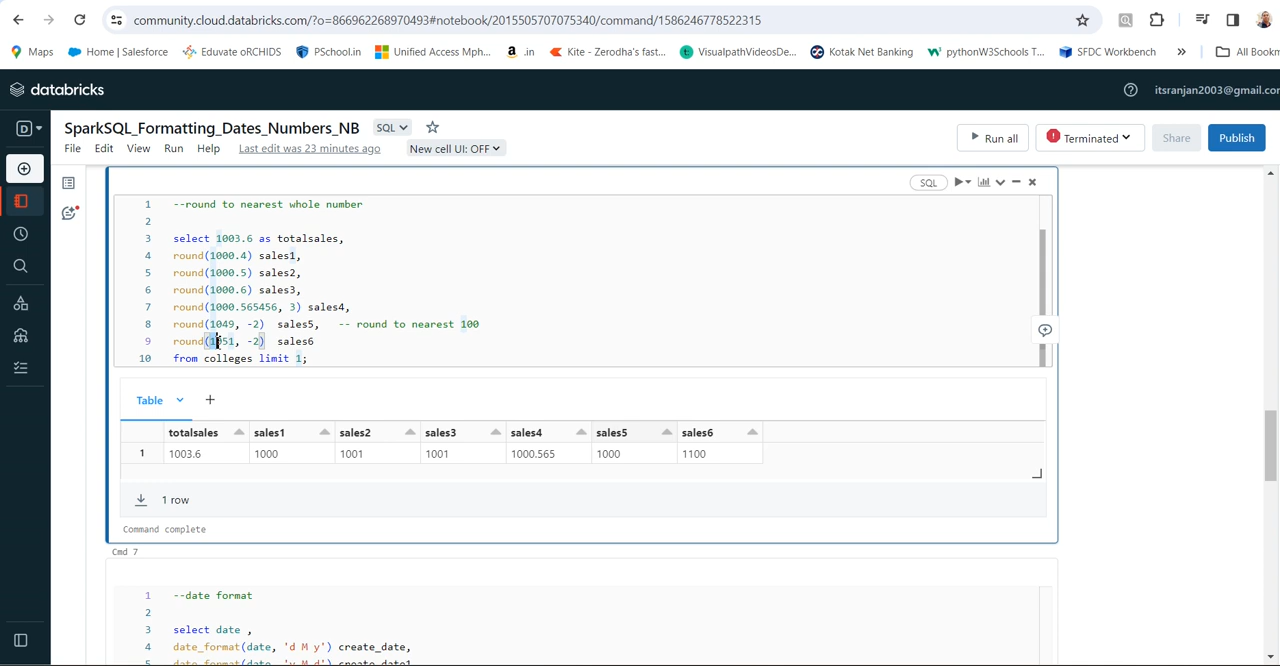 community.cloud.databricks.com/?o=866962268970493#notebook/2015505707075340/command/1586246778522315
Maps Home | Salesforce Eduvate oRCHIDS PSchool.in Unified Access Mph... .in Kite - Zerodha's fast... VisualpathVideosDe... Kotak Net Banking pythonW3Schools T... SFDC Workbench » All Bookm
databricks itsranjan2003@gmail.cor
D SparkSQL_Formatting_Dates_Numbers_NB SQL
File Edit View Run Help Last edit was 23 minutes ago New cell UI: OFF Run all Terminated Share Publish
SQL
1 --round to nearest whole number
2
3 select 1003.6 as totalsales,
4 round(1000.4) sales1,
5 round(1000.5) sales2,
6 round(1000.6) sales3,
7 round(1000.565456, 3) sales4,
8 round(1049, -2) sales5, -- round to nearest 100
9 round(1051, -2) sales6
10 from colleges limit 1;
Table +
totalsales sales1 sales2 sales3 sales4 sales5 sales6
1 1003.6 1000 1001 1001 1000.565 1000 1100
1 row
Command complete
Cmd 7
1 --date format
2
3 select date ,
4 date_format(date, 'd M y') create_date,
5 date_format(date, 'y M d') create_date1,